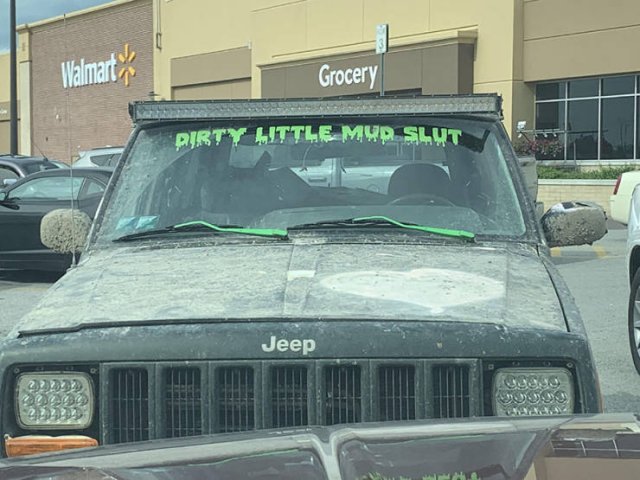 Walmart
Grocery
DIRTY LITTLE MUD SLUT
Jeep